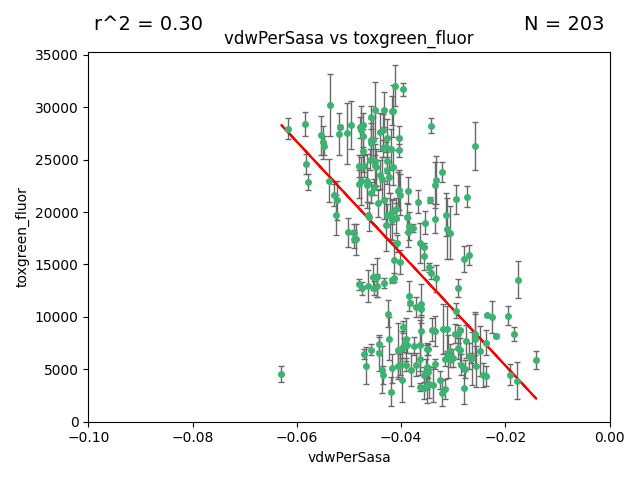 r^2 = 0.30 N = 203
vdwPerSasa vs toxgreen_fluor
35000
30000
25000
20000
15000
10000
5000
0
toxgreen_fluor
−0.10 −0.08 −0.06 −0.04 −0.02 0.00
vdwPerSasa